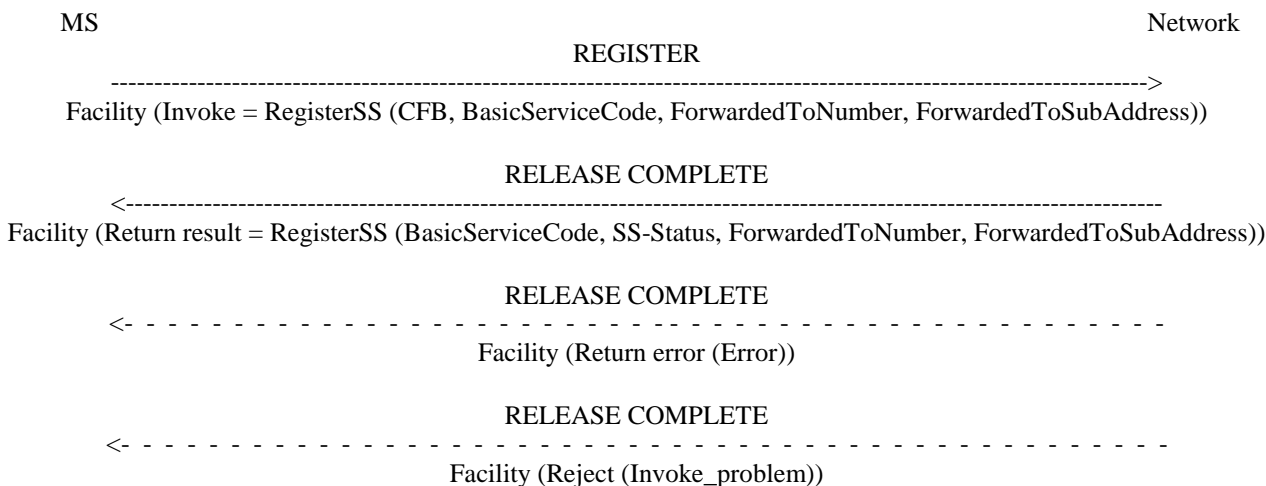 MS Network
REGISTER
------------------------------------------------------------------------------------------------------------------------>
Facility (Invoke = RegisterSS (CFB, BasicServiceCode, ForwardedToNumber, ForwardedToSubAddress))
RELEASE COMPLETE
<------------------------------------------------------------------------------------------------------------------------
Facility (Return result = RegisterSS (BasicServiceCode, SS-Status, ForwardedToNumber, ForwardedToSubAddress))
RELEASE COMPLETE
<- - - - - - - - - - - - - - - - - - - - - - - - - - - - - - - - - - - - - - - - - - - - - - - -
Facility (Return error (Error))
RELEASE COMPLETE
<- - - - - - - - - - - - - - - - - - - - - - - - - - - - - - - - - - - - - - - - - - - - - - - -
Facility (Reject (Invoke_problem))